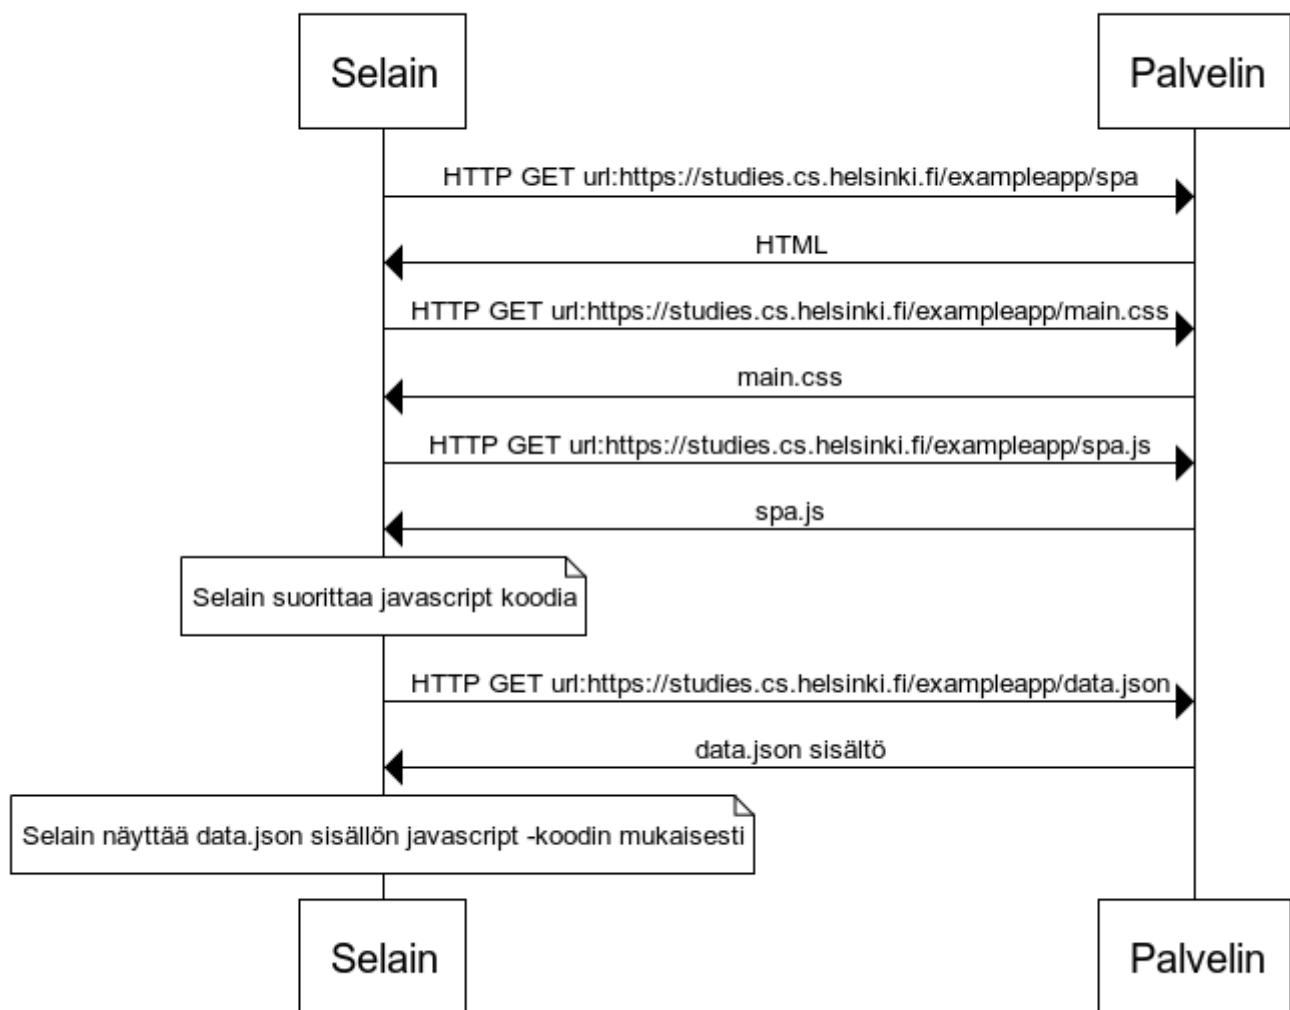 Selain
Palvelin
HTTP GET url:https://studies.cs.helsinki.fi/exampleapp/spa
HTML
HTTP GET url:https://studies.cs.helsinki.fi/exampleapp/main.css
main.css
HTTP GET url:https://studies.cs.helsinki.fi/exampleapp/spa.js
spa.js
Selain suorittaa javascript koodia
HTTP GET url:https://studies.cs.helsinki.fi/exampleapp/data.json
data.json sisältö
Selain näyttää data.json sisällön javascript -koodin mukaisesti
Selain
Palvelin